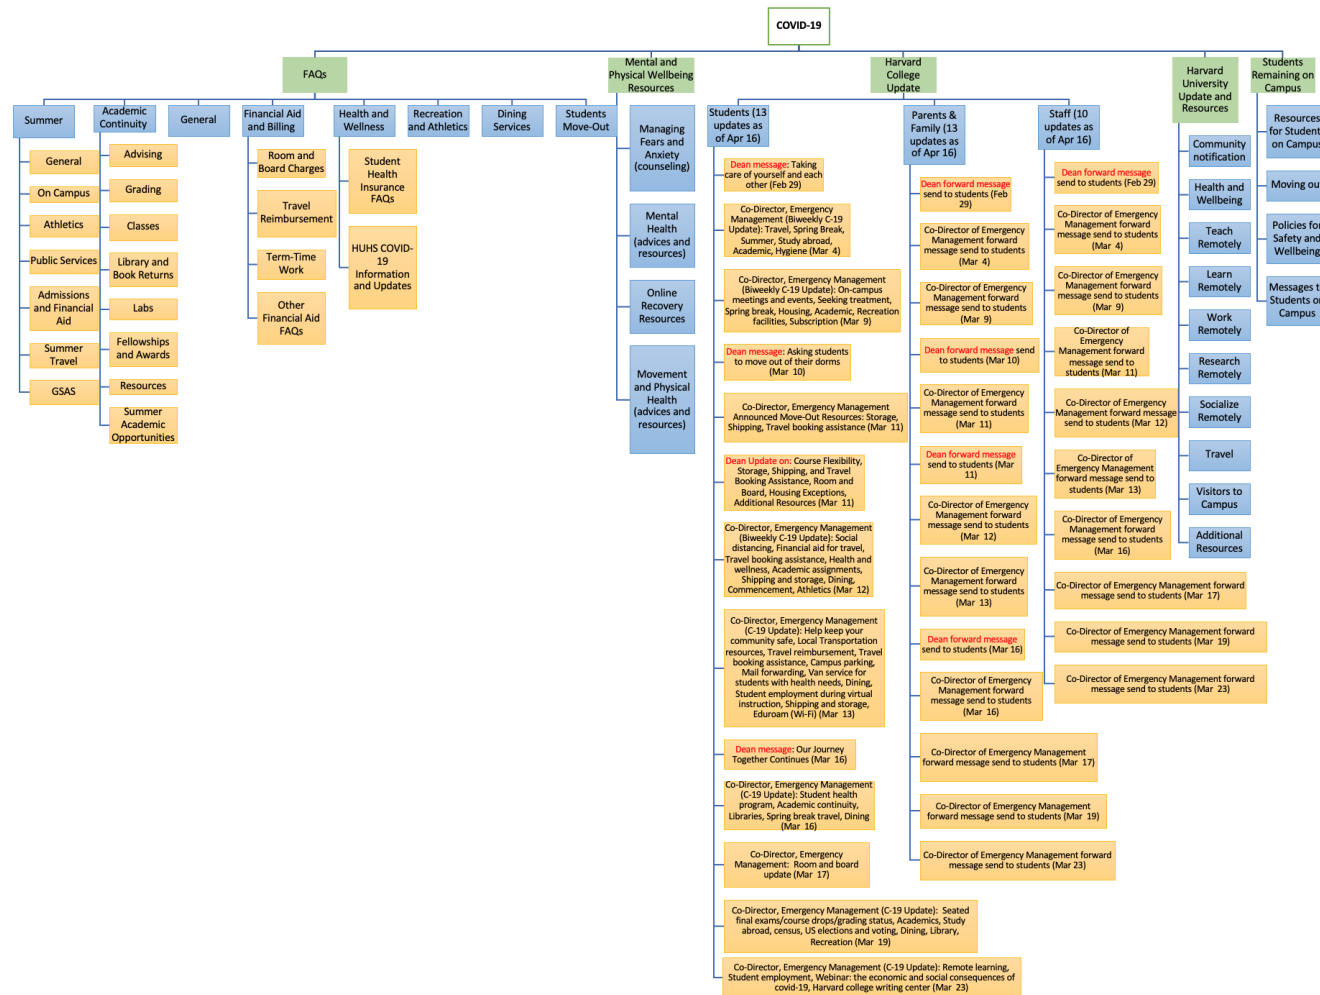 COVID-19
FAQs
Mental and
Physical Wellbeing
Resources
Harvard
College
Update
Harvard
University
Update and
Resources
Students
Remaining on
Campus
Summer
General
On Campus
Athletics
Public Services
Admissions
and Financial
Aid
Summer
Travel
GSAS
Academic
Continuity
Advising
Grading
Classes
Library and
Book Returns
Labs
Fellowships
and Awards
Resources
Summer
Academic
Opportunities
General
Financial Aid
and Billing
Room and
Board Charges
Travel
Reimbursement
Term-Time
Work
Other
Financial Aid
FAQs
Health and
Wellness
Student
Health
Insurance
FAQs
HUHS COVID-
19
Information
and Updates
Recreation
and Athletics
Dining
Services
Students
Move-Out
Managing
Fears and
Anxiety
(counseling)
Mental
Health
(advices and
resources)
Online
Recovery
Resources
Movement
and Physical
Health
(advices and
resources)
Students (13
updates as
of Apr 16)
Dean message: Taking
care of yourself and each
other (Feb 29)
Co-Director, Emergency
Management (Biweekly C-19
Update): Travel, Spring Break,
Summer, Study abroad,
Academic, Hygiene (Mar 4)
Co-Director, Emergency Management
(Biweekly C-19 Update): On-campus
meetings and events, Seeking treatment,
Spring break, Housing, Academic, Recreation
facilities, Subscription (Mar 9)
Dean message: Asking students
to move out of their dorms
(Mar 10)
Co-Director, Emergency Management
Announced Move-Out Resources: Storage,
Shipping, Travel booking assistance (Mar 11)
Dean Update on: Course Flexibility,
Storage, Shipping, and Travel
Booking Assistance, Room and
Board, Housing Exceptions,
Additional Resources (Mar 11)
Co-Director, Emergency Management
(Biweekly C-19 Update): Social
distancing, Financial aid for travel,
Travel booking assistance, Health and
wellness, Academic assignments,
Shipping and storage, Dining,
Commencement, Athletics (Mar 12)
Co-Director, Emergency Management
(C-19 Update): Help keep your
community safe, Local Transportation
resources, Travel reimbursement, Travel
booking assistance, Campus parking,
Mail forwarding, Van service for
students with health needs, Dining,
Student employment during virtual
instruction, Shipping and storage,
Eduroam (Wi-Fi) (Mar 13)
Dean message: Our Journey
Together Continues (Mar 16)
Co-Director, Emergency Management
(C-19 Update): Student health
program, Academic continuity,
Libraries, Spring break travel, Dining
(Mar 16)
Co-Director, Emergency
Management: Room and board
update (Mar 17)
Co-Director, Emergency Management (C-19 Update): Seated
final exams/course drops/grading status, Academics, Study
abroad, census, US elections and voting, Dining, Library,
Recreation (Mar 19)
Co-Director, Emergency Management (C-19 Update): Remote learning,
Student employment, Webinar: the economic and social consequences of
covid-19, Harvard college writing center (Mar 23)
Parents &
Family (13
updates as
of Apr 16)
Dean forward message
send to students (Feb
29)
Co-Director of Emergency
Management forward
message send to students
(Mar 4)
Co-Director of Emergency
Management forward
message send to students
(Mar 9)
Dean forward message send
to students (Mar 10)
Co-Director of Emergency
Management forward
message send to students
(Mar 11)
Dean forward message
send to students (Mar
11)
Co-Director of Emergency
Management forward
message send to students
(Mar 12)
Co-Director of Emergency
Management forward
message send to students
(Mar 13)
Dean forward message
send to students (Mar 16)
Co-Director of Emergency
Management forward
message send to students
(Mar 16)
Co-Director of Emergency Management
forward message send to students (Mar 17)
Co-Director of Emergency Management
forward message send to students (Mar 19)
Co-Director of Emergency Management forward
message send to students (Mar 23)
Staff (10
updates as
of Apr 16)
Dean forward message
send to students (Feb 29)
Co-Director of Emergency
Management forward
message send to students
(Mar 4)
Co-Director of Emergency
Management forward
message send to students
(Mar 9)
Co-Director of
Emergency
Management forward
message send to
students (Mar 11)
Co-Director of Emergency
Management forward message
send to students (Mar 12)
Co-Director of
Emergency Management
forward message send to
students (Mar 13)
Co-Director of Emergency
Management forward
message send to students
(Mar 16)
Co-Director of Emergency Management forward
message send to students (Mar 17)
Co-Director of Emergency Management forward
message send to students (Mar 19)
Co-Director of Emergency Management forward
message send to students (Mar 23)
Community
notification
Health and
Wellbeing
Teach
Remotely
Learn
Remotely
Work
Remotely
Research
Remotely
Socialize
Remotely
Travel
Visitors to
Campus
Additional
Resources
Resources
for Student
on Campus
Moving out
Policies for
Safety and
Wellbeing
Messages t
Students on
Campus